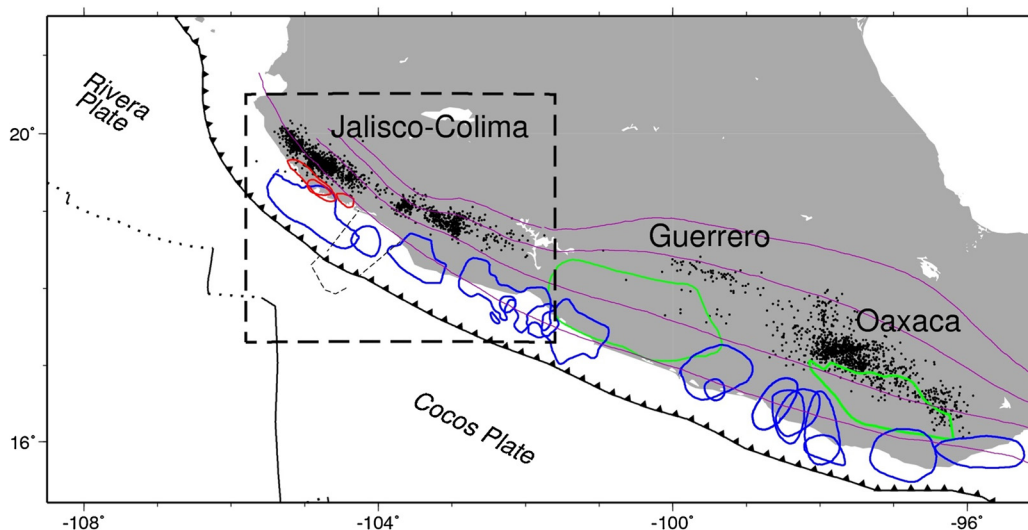 Rivera
Plate
20°
Jalisco-Colima
Guerrero
Oaxaca
Cocos Plate
16°
-108°
-104°
-100°
-96°